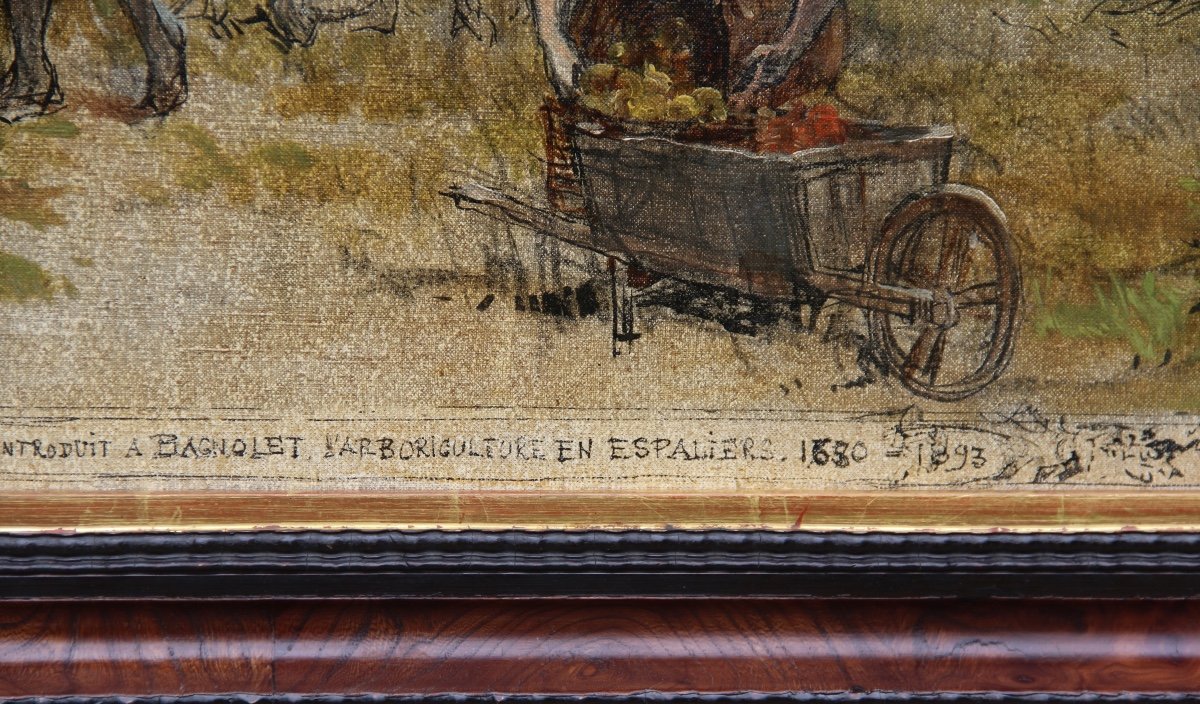 NTRODUIT A BAGNOLET. L'ARBORICULTURE EN ESPALIERS. 1680 = 1893